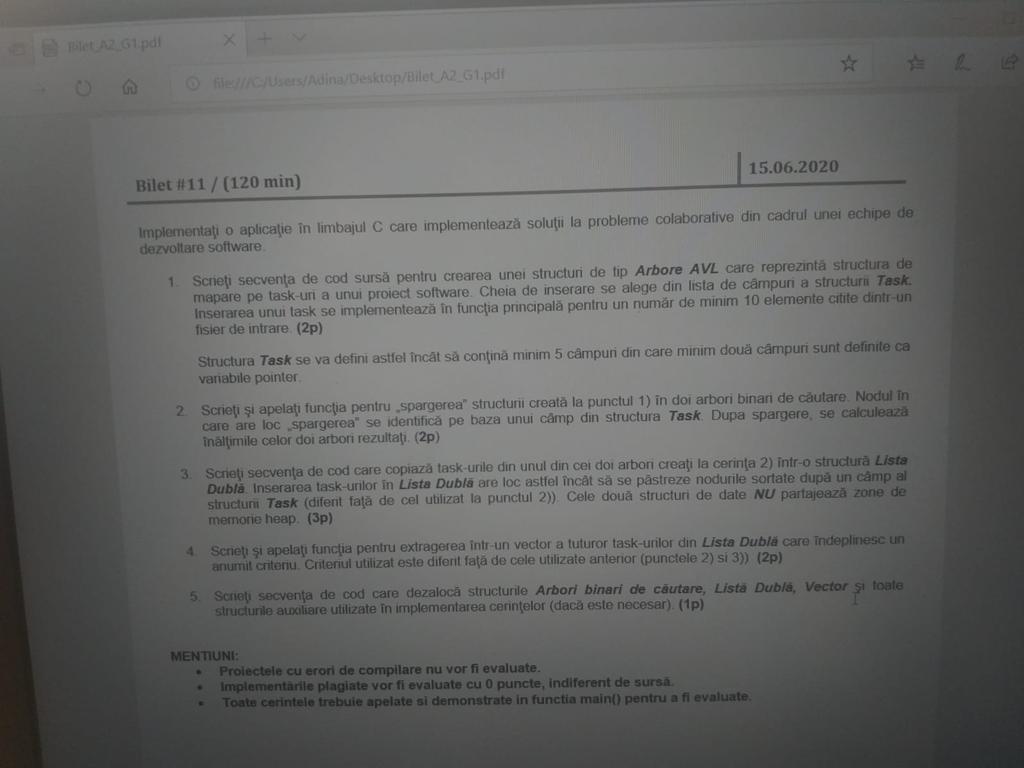 Bilet_A2_G1.pdf
file:///C:/Users/Adina/Desktop/Bilet_A2_G1.pdf
Bilet #11 / (120 min)
15.06.2020
Implementaţi o aplicaţie în limbajul C care implementează soluţii la probleme colaborative din cadrul unei echipe de
dezvoltare software.
1. Scrieţi secvenţa de cod sursă pentru crearea unei structuri de tip Arbore AVL care reprezintă structura de
mapare pe task-uri a unui proiect software. Cheia de inserare se alege din lista de câmpuri a structurii Task.
Inserarea unui task se implementează în funcţia principală pentru un număr de minim 10 elemente citite dintr-un
fisier de intrare. (2p)
Structura Task se va defini astfel încât să conţină minim 5 câmpuri din care minim două câmpuri sunt definite ca
variabile pointer.
2. Scrieţi şi apelaţi funcţia pentru „spargerea” structurii creată la punctul 1) în doi arbori binari de căutare. Nodul în
care are loc „spargerea” se identifică pe baza unui câmp din structura Task. Dupa spargere, se calculează
înălţimile celor doi arbori rezultaţi. (2p)
3. Scrieţi secvenţa de cod care copiază task-urile din unul din cei doi arbori creaţi la cerinţa 2) într-o structură Lista
Dublă. Inserarea task-urilor în Lista Dublă are loc astfel încât să se păstreze nodurile sortate după un câmp al
structurii Task (difent faţă de cel utilizat la punctul 2)). Cele două structuri de date NU partajează zone de
memorie heap. (3p)
4. Scrieţi şi apelaţi funcţia pentru extragerea într-un vector a tuturor task-urilor din Lista Dublă care îndeplinesc un
anumit criteriu. Criteriul utilizat este difent faţă de cele utilizate anterior (punctele 2) si 3)) (2p)
5. Scrieţi secvenţa de cod care dezalocă structurile Arbori binari de căutare, Listă Dublă, Vector şi toate
structurile auxiliare utilizate în implementarea cerinţelor (dacă este necesar). (1p)
MENTIUNI:
• Proiectele cu erori de compilare nu vor fi evaluate.
• Implementările plagiate vor fi evaluate cu 0 puncte, indiferent de sursă.
• Toate cerintele trebuie apelate si demonstrate in functia main() pentru a fi evaluate.